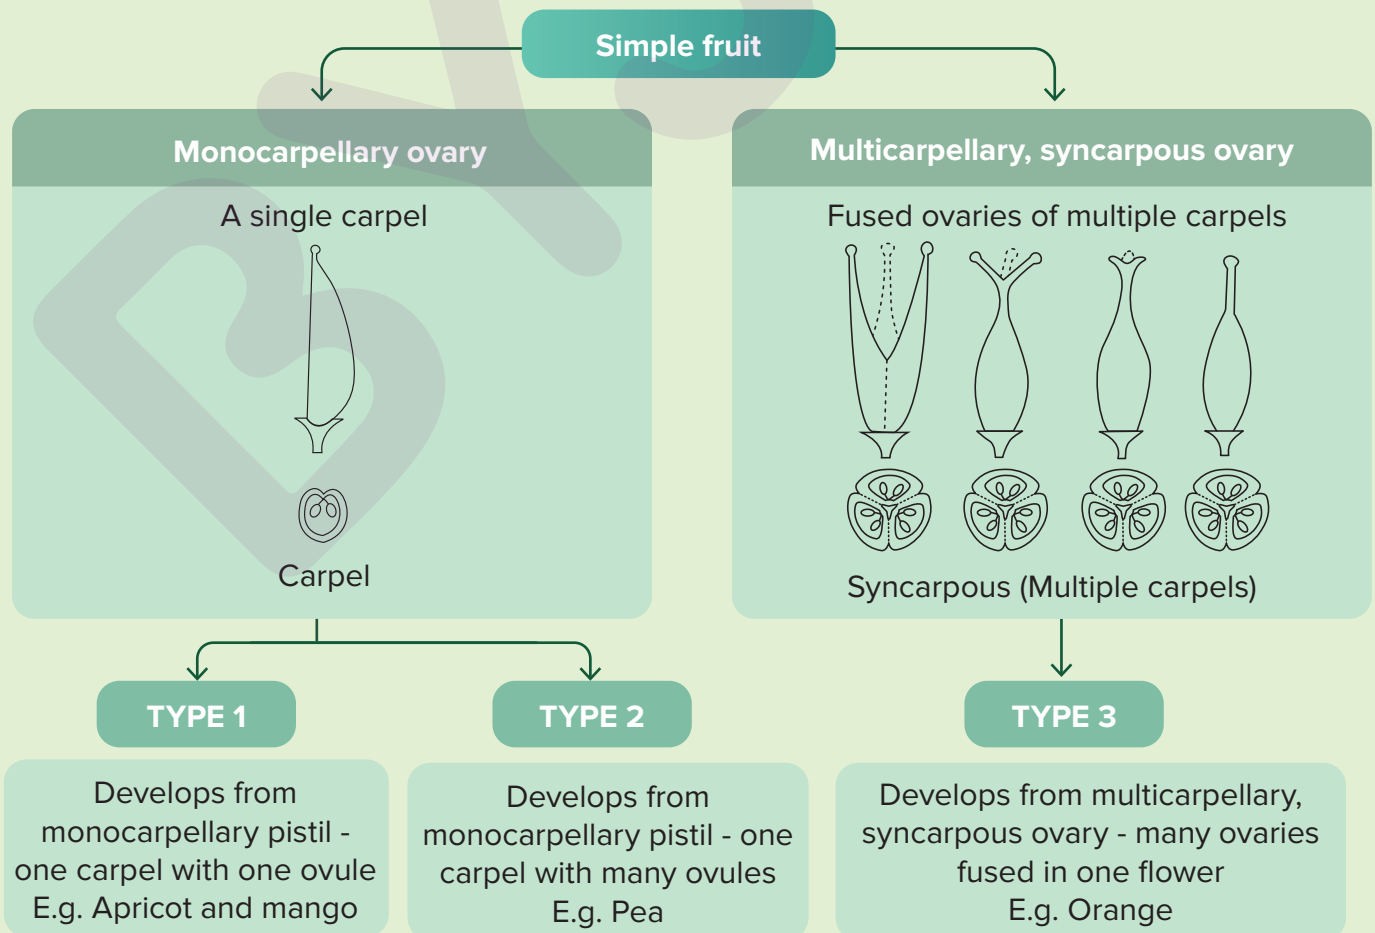 Simple fruit
Monocarpellary ovary
A single carpel
Carpel
Multicarpellary, syncarpous ovary
Fused ovaries of multiple carpels
Syncarpous (Multiple carpels)
TYPE 1
Develops from
monocarpellary pistil -
one carpel with one ovule
E.g. Apricot and mango
TYPE 2
Develops from
monocarpellary pistil - one
carpel with many ovules
E.g. Pea
TYPE 3
Develops from multicarpellary,
syncarpous ovary - many ovaries
fused in one flower
E.g. Orange